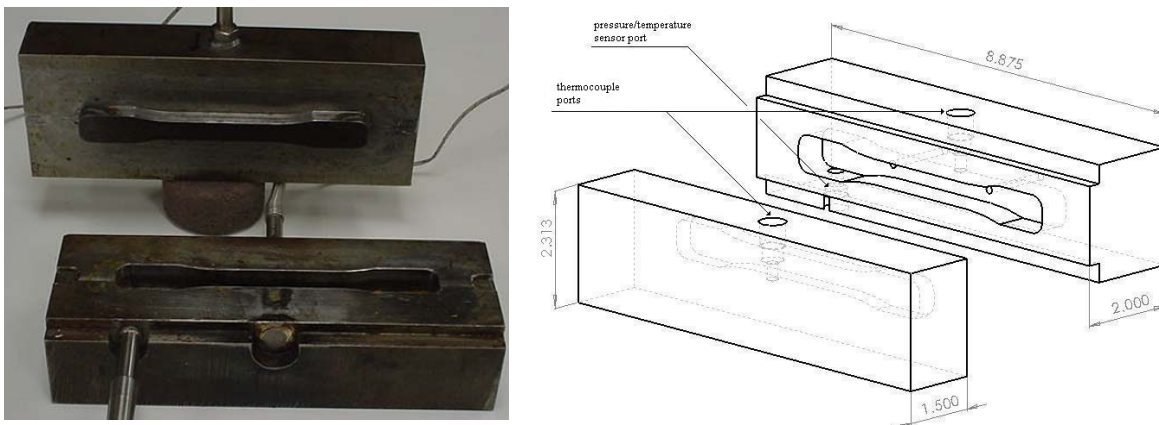 pressure/temperature
sensor port
thermocouple
ports
8.875
2.313
2.000
1.500